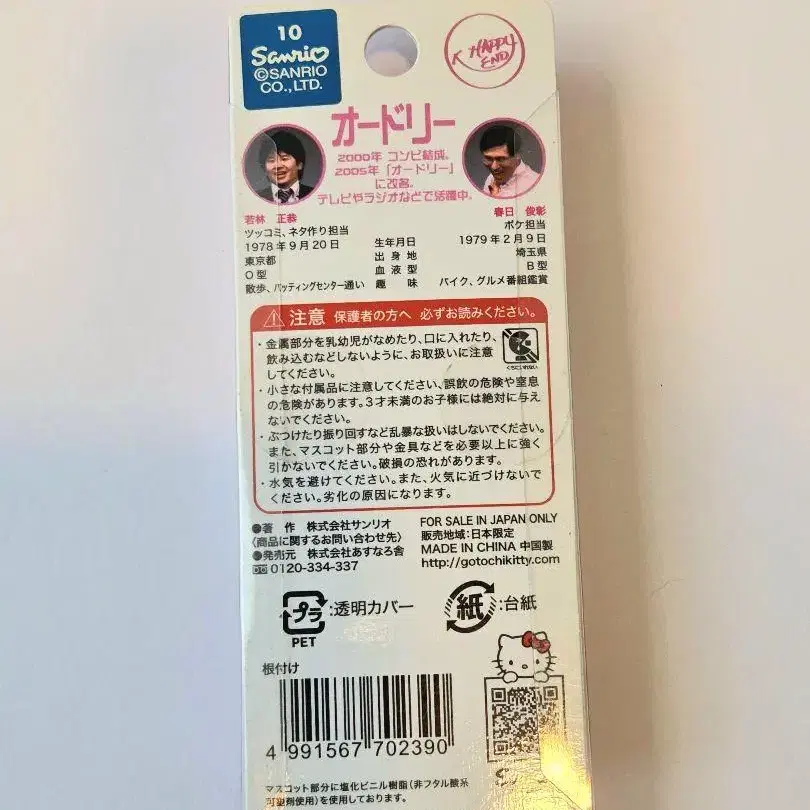 10
Sanrio
©SANRIO
CO.,LTD.
K HAPPY
END
オードリー
2000年 コンビ結成。
2005年「オードリー」
に改名。
テレビやラジオなどで活躍中。
若林 正恭 春日 俊彰
ツッコミ、ネタ作り担当 ボケ担当
1978年9月20日 生年月日 1979年2月9日
東京都 出身地 埼玉県
O型 血液型 B型
散歩、バッティングセンター通い 趣味 バイク、グルメ番組鑑賞
注意 保護者の方へ 必ずお読みください。
・金属部分を乳幼児がなめたり、口に入れたり、
飲み込むなどしないように、お取扱いに注意
してください。
くちにいれない
・小さな付属品に注意してください、誤飲の危険や窒息
の危険があります。3才未満のお子様には絶対に与え
ないでください。
・ぶつけたり振り回すなど乱暴な扱いはしないでください。
また、マスコット部分や金具などを必要以上に強く
引かないでください。破損の恐れがあります。
・水気を避けてください。また、火気に近づけないで
ください。劣化の原因になります。
●著 作 株式会社サンリオ
〈商品に関するお問い合わせ先〉
●発売元 株式会社あすなろ舎
0120-334-337
FOR SALE IN JAPAN ONLY
販売地域:日本限定
MADE IN CHINA 中国製
http://gotochikitty.com
プラ :透明カバー
PET
紙 :台紙
根付け
4 991567 702390
マスコット部分に塩化ビニル樹脂(非フタル酸系
可塑剤使用)を使用しております。